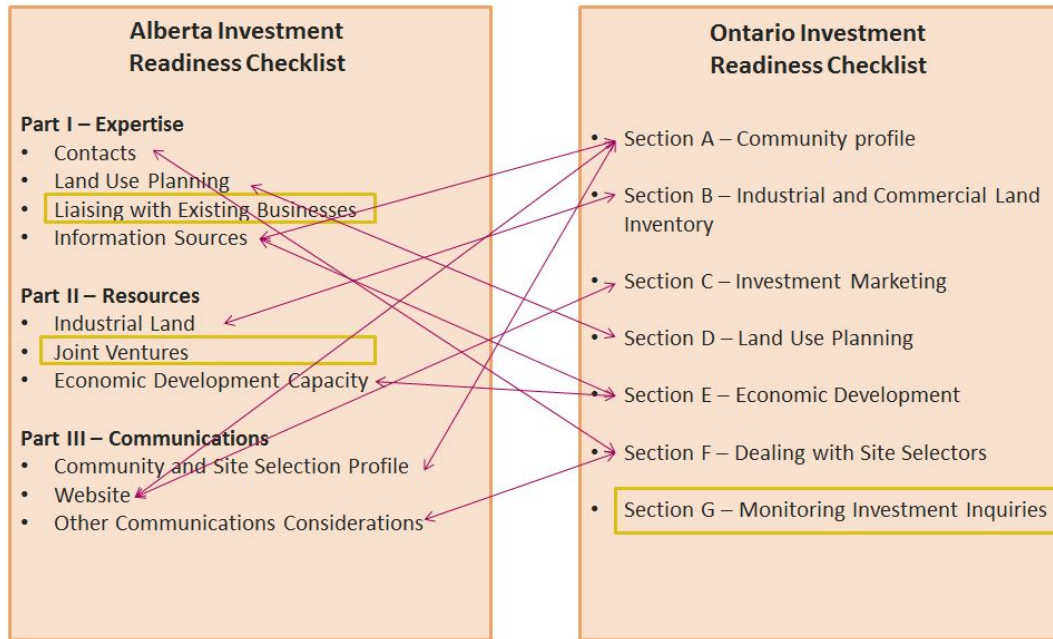 Alberta Investment
Readiness Checklist
Part I – Expertise
• Contacts
• Land Use Planning
• Liaising with Existing Businesses
• Information Sources
Part II – Resources
• Industrial Land
• Joint Ventures
• Economic Development Capacity
Part III – Communications
• Community and Site Selection Profile
• Website
• Other Communications Considerations
Ontario Investment
Readiness Checklist
• Section A – Community profile
• Section B – Industrial and Commercial Land
Inventory
• Section C – Investment Marketing
• Section D – Land Use Planning
• Section E – Economic Development
• Section F – Dealing with Site Selectors
• Section G – Monitoring Investment Inquiries